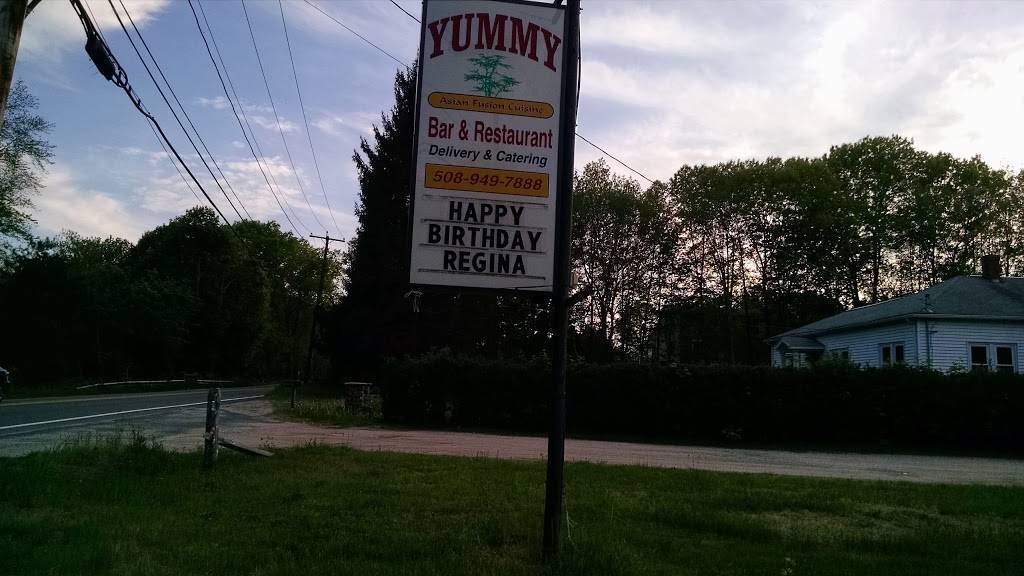 YUMMY
Asian Fusion Cuisine
Bar & Restaurant
Delivery & Catering
508-949-7888
HAPPY
BIRTHDAY
REGINA